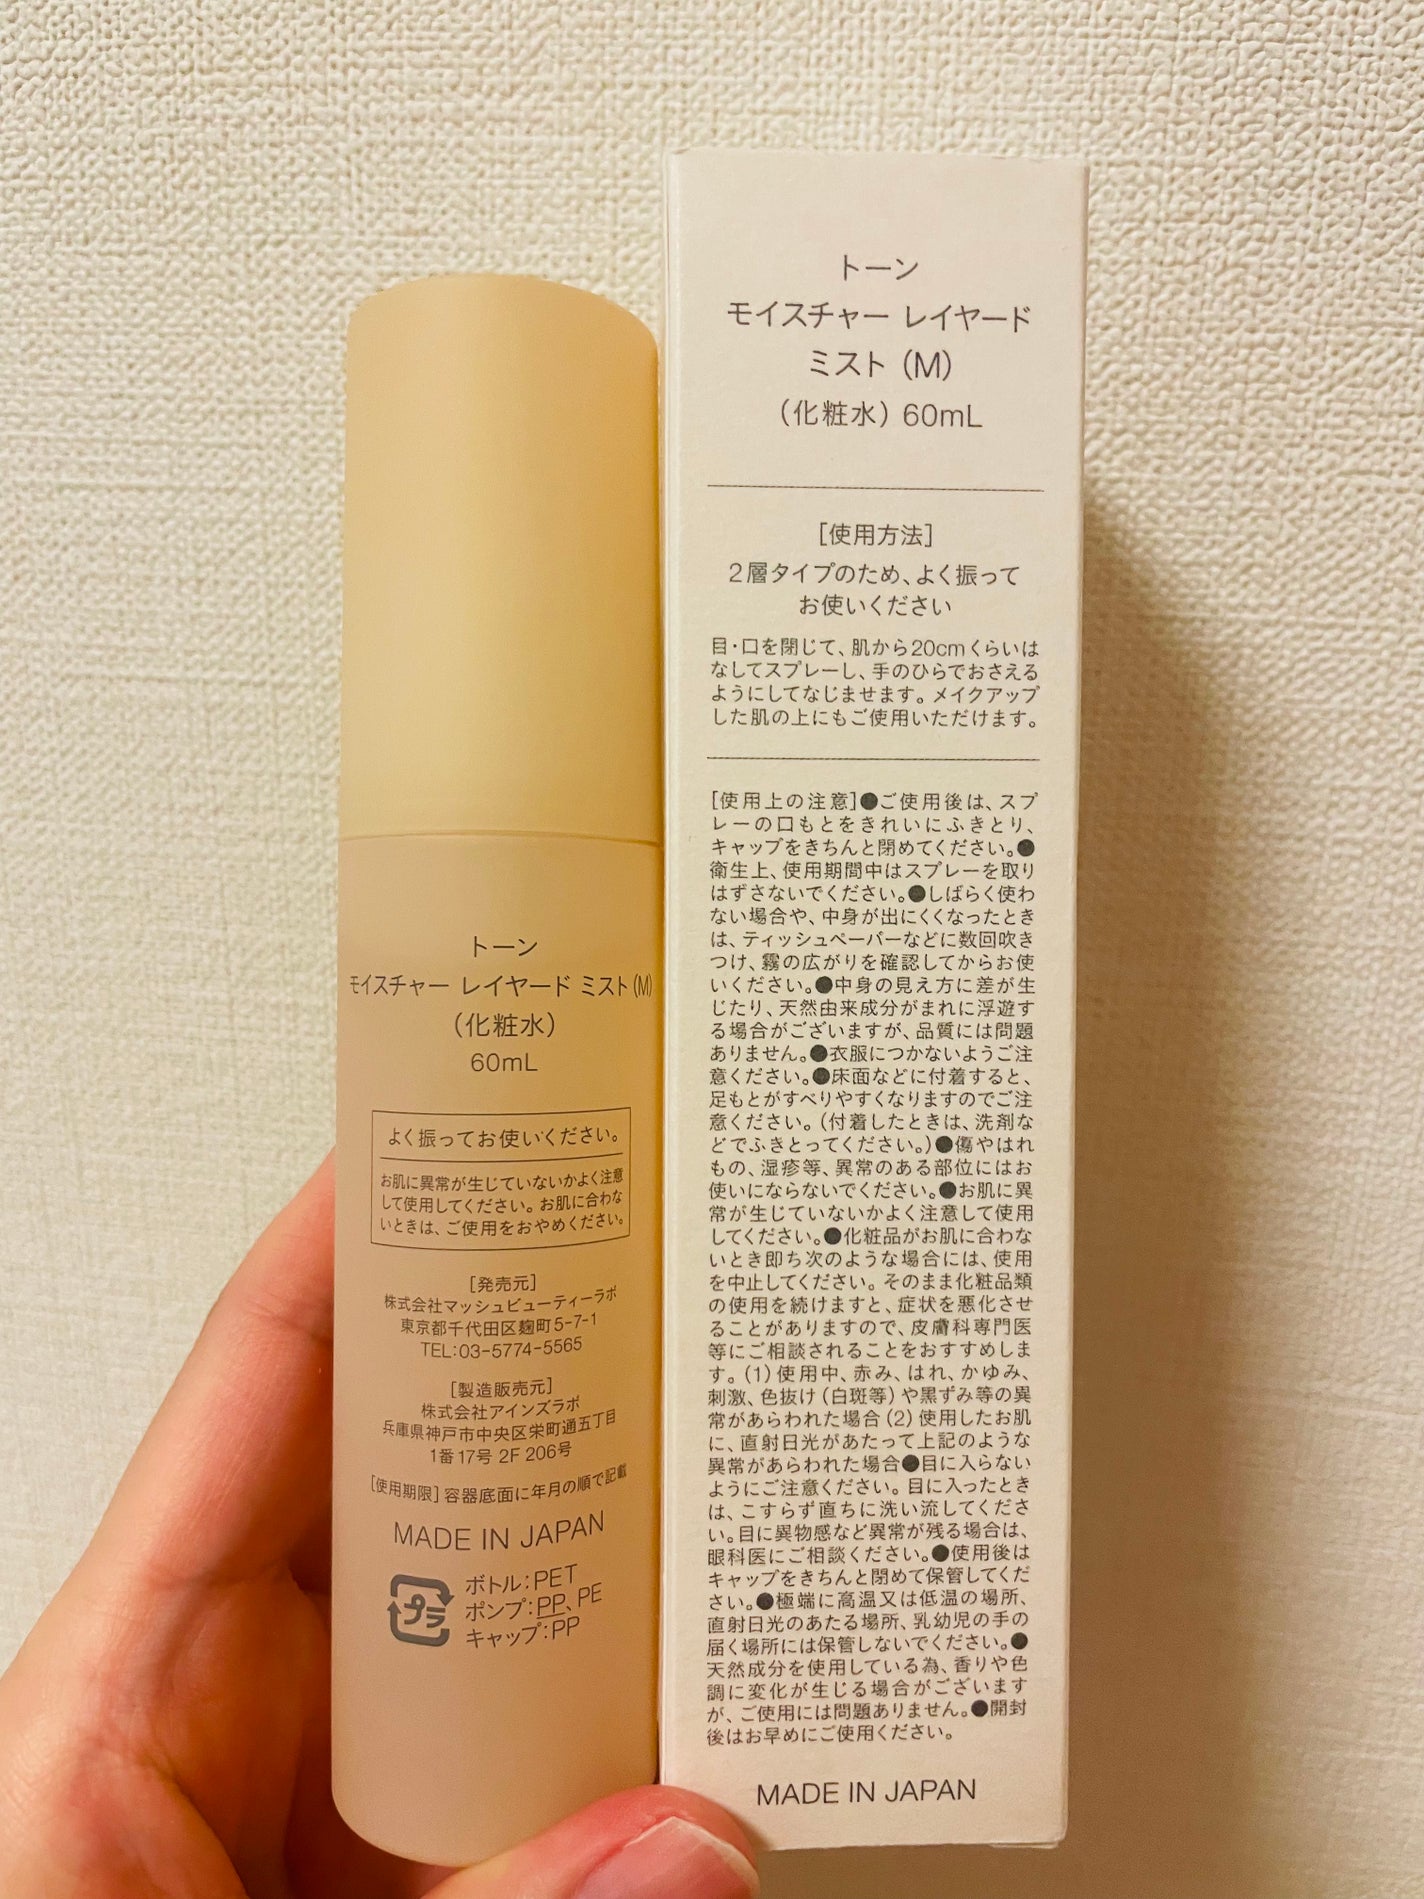 トーン
モイスチャー レイヤード ミスト(M)
(化粧水)
60mL
よく振ってお使いください。
お肌に異常が生じていないかよく注意
して使用してください。お肌に合わな
いときは、ご使用をおやめください。
[発売元]
株式会社マッシュビューティーラボ
東京都千代田区麹町5-7-1
TEL:03-5774-5565
[製造販売元]
株式会社アインズラボ
兵庫県神戸市中央区栄町通五丁目
1番17号 2F 206号
[使用期限]容器底面に年月の順で記載
MADE IN JAPAN
プラ
ボトル:PET
ポンプ:PP、PE
キャップ:PP
トーン
モイスチャー レイヤード
ミスト(M)
(化粧水)60mL
[使用方法]
2層タイプのため、よく振って
お使いください
目・口を閉じて、肌から20cmくらいは
なしてスプレーし、手のひらでおさえる
ようにしてなじませます。メイクアップ
した肌の上にもご使用いただけます。
[使用上の注意]●ご使用後は、スプ
レーの口もとをきれいにふきとり、
キャップをきちんと閉めてください。●
衛生上、使用期間中はスプレーを取り
はずさないでください。●しばらく使わ
ない場合や、中身が出にくくなったとき
は、ティッシュペーパーなどに数回吹き
つけ、霧の広がりを確認してからお使
いください。●中身の見え方に差が生
じたり、天然由来成分がまれに浮遊す
る場合がございますが、品質には問題
ありません。●衣服につかないようご注
意ください。●床面などに付着すると、
足もとがすべりやすくなりますのでご注
意ください。(付着したときは、洗剤な
どでふきとってください。)●傷やはれ
もの、湿疹等、異常のある部位にはお
使いにならないでください。●お肌に異
常が生じていないかよく注意して使用
してください。●化粧品がお肌に合わな
いとき即ち次のような場合には、使用
を中止してください。そのまま化粧品類
の使用を続けますと、症状を悪化させ
ることがありますので、皮膚科専門医
等にご相談されることをおすすめしま
す。(1)使用中、赤み、はれ、かゆみ、
刺激、色抜け(白斑等)や黒ずみ等の異
常があらわれた場合(2)使用したお肌
に、直射日光があたって上記のような
異常があらわれた場合●目に入らない
ようにご注意ください。目に入ったとき
は、こすらず直ちに洗い流してくださ
い。目に異物感など異常が残る場合は、
眼科医にご相談ください。●使用後は
キャップをきちんと閉めて保管してくだ
さい。●極端に高温又は低温の場所、
直射日光のあたる場所、乳幼児の手の
届く場所には保管しないでください。●
天然成分を使用している為、香りや色
調に変化が生じる場合がございます
が、ご使用には問題ありません。●開封
後はお早めにご使用ください。
MADE IN JAPAN